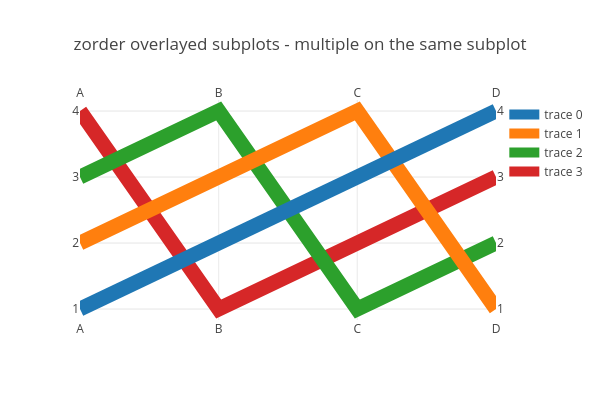 zorder overlayed subplots - multiple on the same subplot
A B C D
4 4 trace 0
trace 1
trace 2
3 3 trace 3
2 2
1 1
A B C D